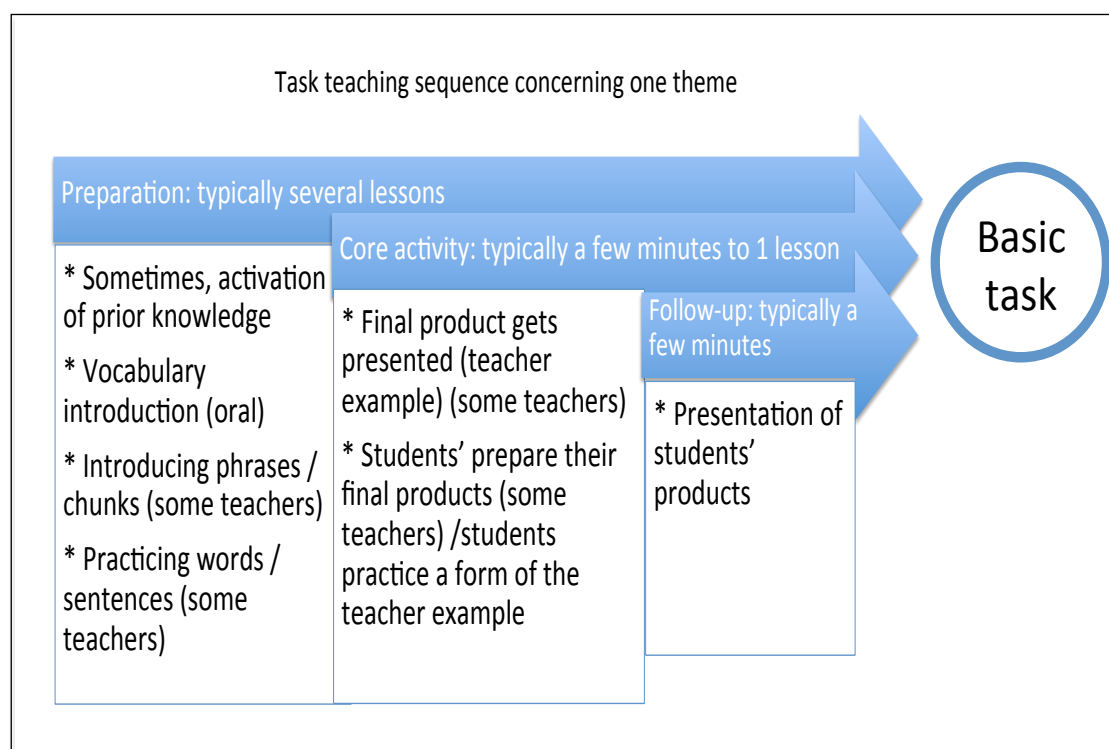 Task teaching sequence concerning one theme
Preparation: typically several lessons
* Sometimes, activation
of prior knowledge
* Vocabulary
introduction (oral)
* Introducing phrases /
chunks (some teachers)
* Practicing words /
sentences (some
teachers)
Core activity: typically a few minutes to 1 lesson
* Final product gets
presented (teacher
example) (some teachers)
* Students’ prepare their
final products (some
teachers) /students
practice a form of the
teacher example
Follow-up: typically a
few minutes
* Presentation of
students’
products
Basic
task